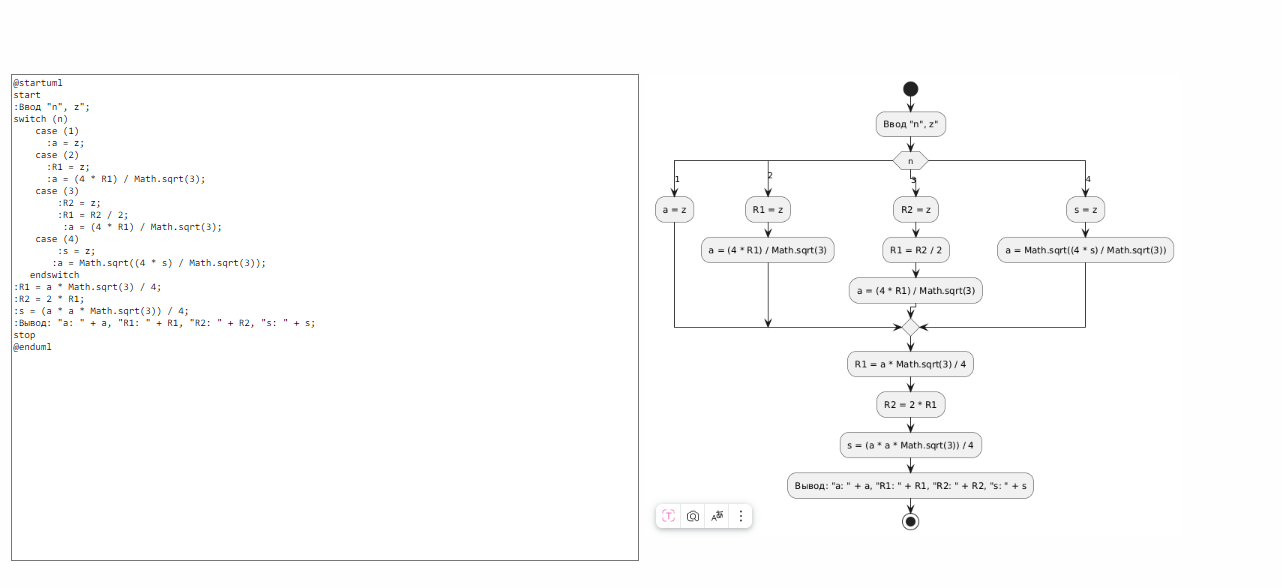 @startuml
start
:Ввод "n", z";
switch (n)
case (1)
:a = z;
case (2)
:R1 = z;
:a = (4 * R1) / Math.sqrt(3);
case (3)
:R2 = z;
:R1 = R2 / 2;
:a = (4 * R1) / Math.sqrt(3);
case (4)
:s = z;
:a = Math.sqrt((4 * s) / Math.sqrt(3));
endswitch
:R1 = a * Math.sqrt(3) / 4;
:R2 = 2 * R1;
:s = (a * a * Math.sqrt(3)) / 4;
:Вывод: "a: " + a, "R1: " + R1, "R2: " + R2, "s: " + s;
stop
@enduml
Ввод "n", z"
n
1
2
3
4
a = z
R1 = z
R2 = z
s = z
a = (4 * R1) / Math.sqrt(3)
R1 = R2 / 2
a = Math.sqrt((4 * s) / Math.sqrt(3))
a = (4 * R1) / Math.sqrt(3)
R1 = a * Math.sqrt(3) / 4
R2 = 2 * R1
s = (a * a * Math.sqrt(3)) / 4
Вывод: "a: " + a, "R1: " + R1, "R2: " + R2, "s: " + s